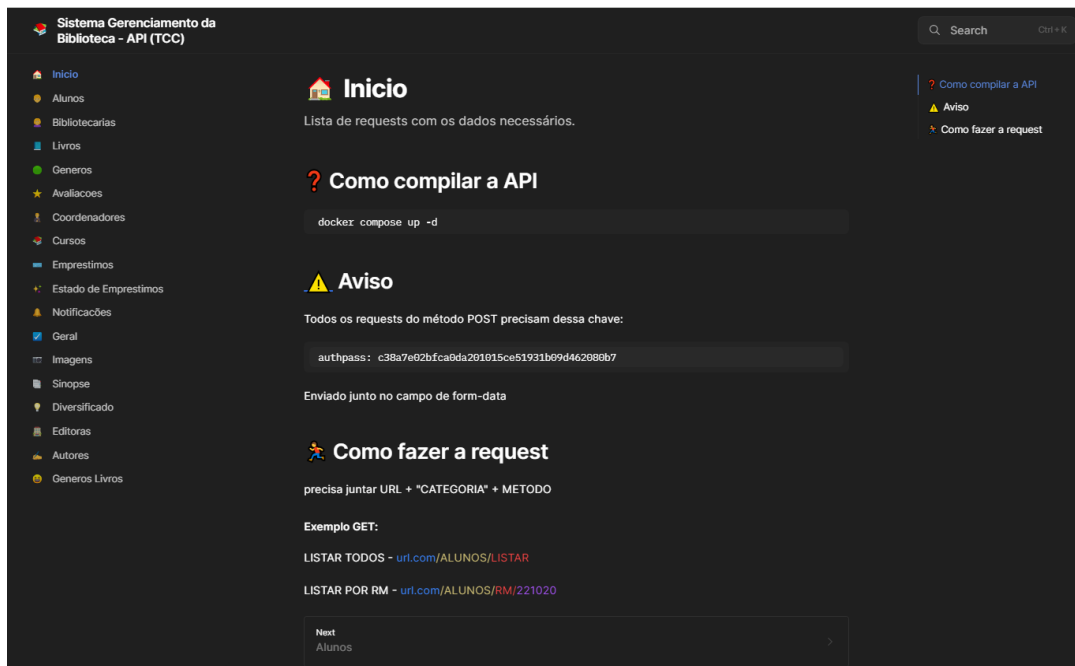 Sistema Gerenciamento da
Biblioteca - API (TCC)
Search
Ctrl + K
Inicio
Alunos
Bibliotecarias
Livros
Generos
Avaliacoes
Coordenadores
Cursos
Emprestimos
Estado de Emprestimos
Notificacões
Geral
Imagens
Sinopse
Diversificado
Editoras
Autores
Generos Livros
Inicio
Lista de requests com os dados necessários.
Como compilar a API
docker compose up -d
Aviso
Todos os requests do método POST precisam dessa chave:
authpass: c38a7e02bfca0da201015ce51931b09d462080b7
Enviado junto no campo de form-data
Como fazer a request
precisa juntar URL + "CATEGORIA" + METODO
Exemplo GET:
LISTAR TODOS - url.com/ALUNOS/LISTAR
LISTAR POR RM - url.com/ALUNOS/RM/221020
Next
Alunos
Como compilar a API
Aviso
Como fazer a request